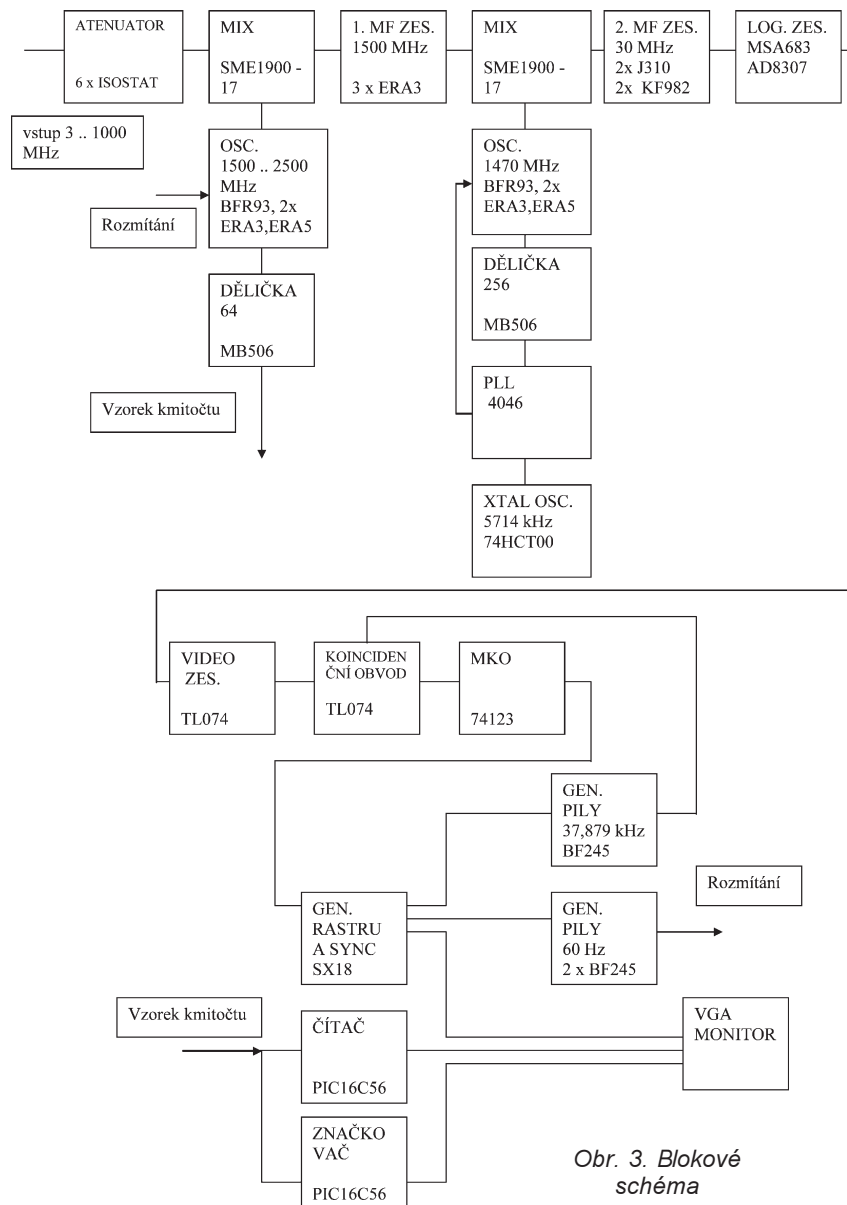 ATENUATOR
6 x ISOSTAT
MIX
SME1900 -
17
1. MF ZES.
1500 MHz
3 x ERA3
MIX
SME1900 -
17
2. MF ZES.
30 MHz
2x J310
2x KF982
LOG. ZES.
MSA683
AD8307
vstup 3 .. 1000
MHz
OSC.
1500 .. 2500
MHz
BFR93, 2x
ERA3,ERA5
Rozmítání
OSC.
1470 MHz
BFR93, 2x
ERA3,ERA5
DĚLIČKA
64
MB506
DĚLIČKA
256
MB506
Vzorek kmitočtu
PLL
4046
XTAL OSC.
5714 kHz
74HCT00
VIDEO
ZES.
TL074
KOINCIDEN
ČNÍ OBVOD
TL074
MKO
74123
GEN.
PILY
37,879 kHz
BF245
GEN.
RASTRU
A SYNC
SX18
GEN.
PILY
60 Hz
2 x BF245
Rozmítání
Vzorek kmitočtu
ČÍTAČ
PIC16C56
VGA
MONITOR
ZNAČKO
VAČ
PIC16C56
Obr. 3. Blokové
schéma